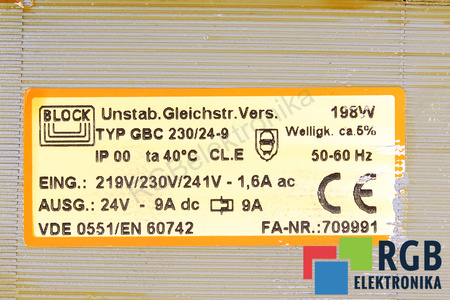 BLOCK Unstab.Gleichstr.Vers. 198W
TYP GBC 230/24-9 Welligk. ca.5%
IP 00 ta 40°C CL.E 50-60 Hz
EING.: 219V/230V/241V - 1,6A ac
AUSG.: 24V - 9A dc 9A
VDE 0551/EN 60742 FA-NR.:709991
CE
RGBelektronika
RGB
ELEKTRONIKA